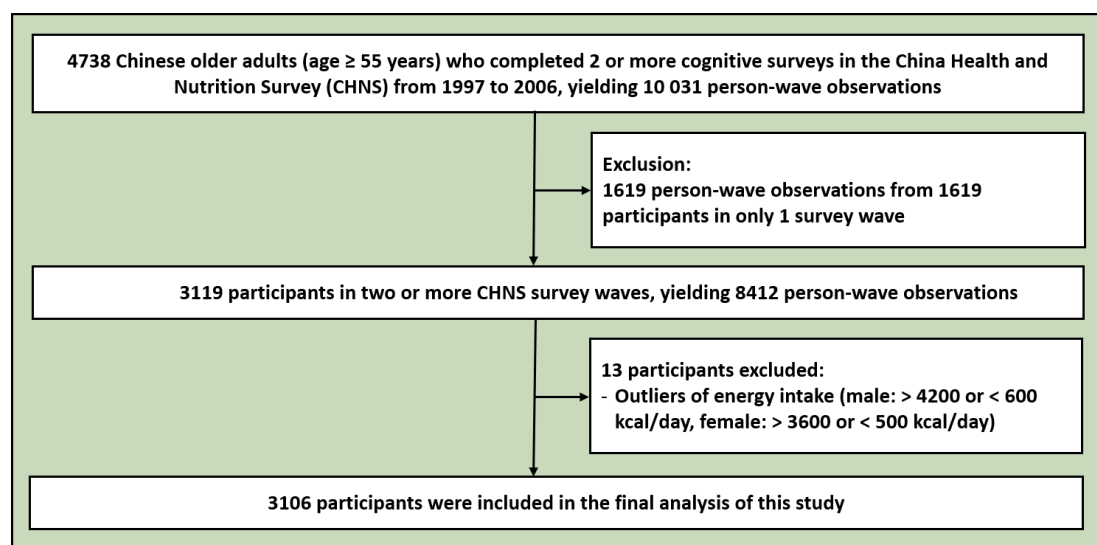 4738 Chinese older adults (age ≥ 55 years) who completed 2 or more cognitive surveys in the China Health and
Nutrition Survey (CHNS) from 1997 to 2006, yielding 10 031 person-wave observations
Exclusion:
1619 person-wave observations from 1619
participants in only 1 survey wave
3119 participants in two or more CHNS survey waves, yielding 8412 person-wave observations
13 participants excluded:
- Outliers of energy intake (male: > 4200 or < 600
kcal/day, female: > 3600 or < 500 kcal/day)
3106 participants were included in the final analysis of this study